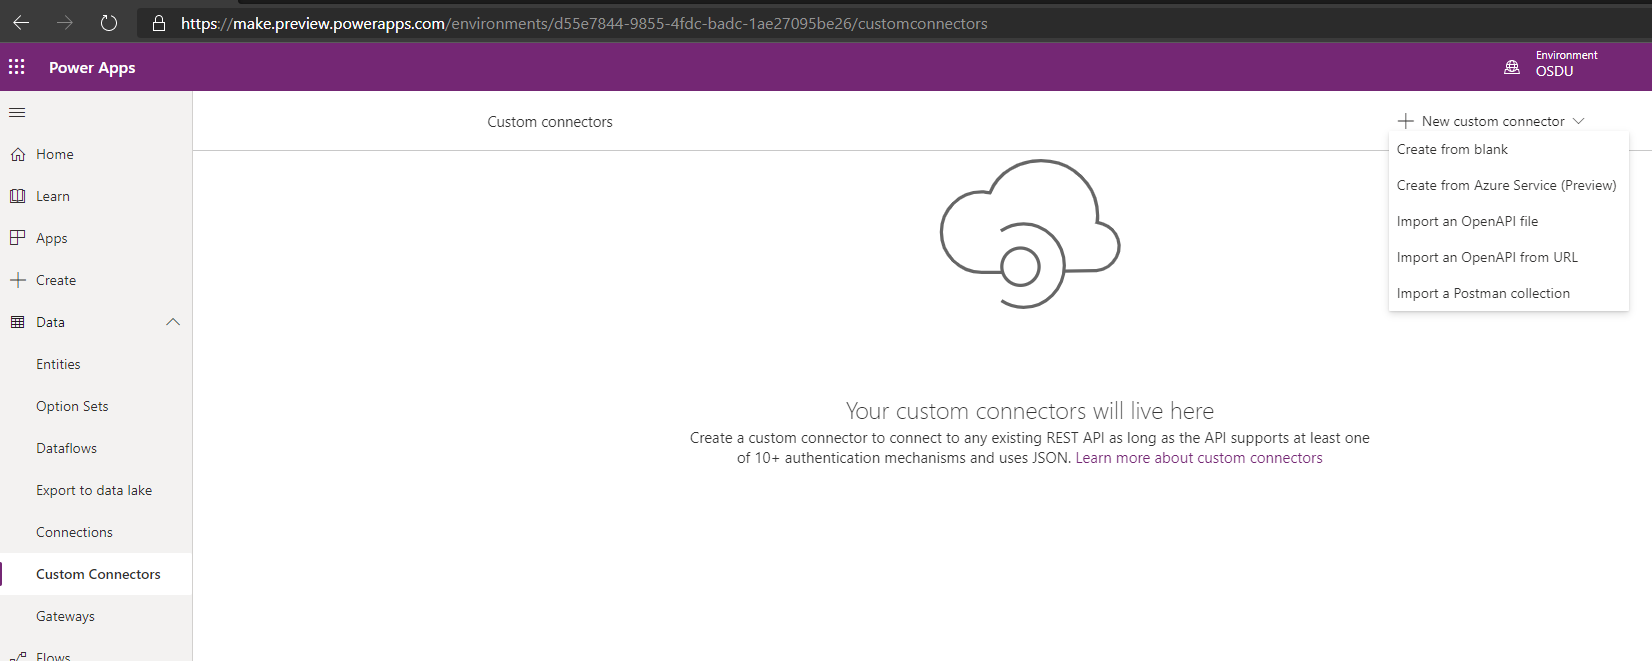 https://make.preview.powerapps.com/environments/d55e7844-9855-4fdc-badc-1ae27095be26/customconnectors
Power Apps
Environment
OSDU
Home
Learn
Apps
Create
Data
Entities
Option Sets
Dataflows
Export to data lake
Connections
Custom Connectors
Gateways
Flows
Custom connectors
New custom connector
Create from blank
Create from Azure Service (Preview)
Import an OpenAPI file
Import an OpenAPI from URL
Import a Postman collection
Your custom connectors will live here
Create a custom connector to connect to any existing REST API as long as the API supports at least one
of 10+ authentication mechanisms and uses JSON. Learn more about custom connectors